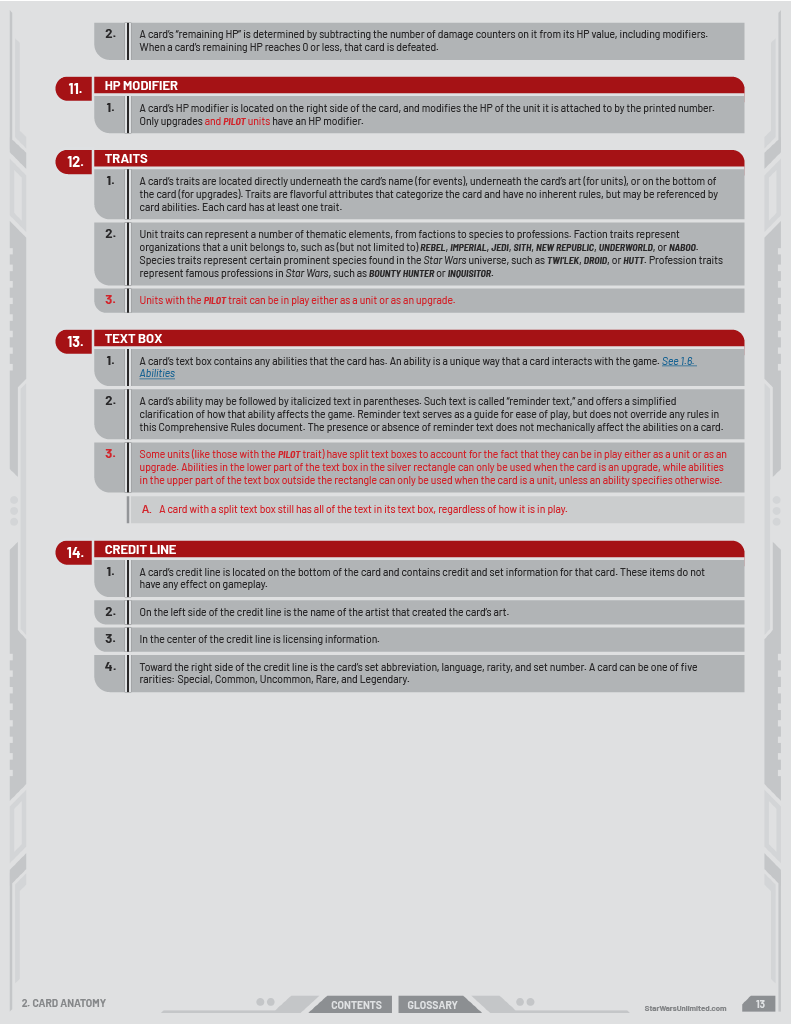 2. A card's "remaining HP" is determined by subtracting the number of damage counters on it from its HP value, including modifiers.
When a card's remaining HP reaches 0 or less, that card is defeated.
11. HP MODIFIER
1. A card's HP modifier is located on the right side of the card, and modifies the HP of the unit it is attached to by the printed number.
Only upgrades and PILOT units have an HP modifier.
12. TRAITS
1. A card's traits are located directly underneath the card's name (for events), underneath the card's art (for units), or on the bottom of
the card (for upgrades). Traits are flavorful attributes that categorize the card and have no inherent rules, but may be referenced by
card abilities. Each card has at least one trait.
2. Unit traits can represent a number of thematic elements, from factions to species to professions. Faction traits represent
organizations that a unit belongs to, such as (but not limited to) REBEL, IMPERIAL, JEDI, SITH, NEW REPUBLIC, UNDERWORLD, or NABOO.
Species traits represent certain prominent species found in the Star Wars universe, such as TWI'LEK, DROID, or HUTT. Profession traits
represent famous professions in Star Wars, such as BOUNTY HUNTER or INQUISITOR.
3. Units with the PILOT trait can be in play either as a unit or as an upgrade.
13. TEXT BOX
1. A card's text box contains any abilities that the card has. An ability is a unique way that a card interacts with the game. See 1.6.
Abilities
2. A card's ability may be followed by italicized text in parentheses. Such text is called "reminder text," and offers a simplified
clarification of how that ability affects the game. Reminder text serves as a guide for ease of play, but does not override any rules in
this Comprehensive Rules document. The presence or absence of reminder text does not mechanically affect the abilities on a card.
3. Some units (like those with the PILOT trait) have split text boxes to account for the fact that they can be in play either as a unit or as an
upgrade. Abilities in the lower part of the text box in the silver rectangle can only be used when the card is an upgrade, while abilities
in the upper part of the text box outside the rectangle can only be used when the card is a unit, unless an ability specifies otherwise.
A. A card with a split text box still has all of the text in its text box, regardless of how it is in play.
14. CREDIT LINE
1. A card's credit line is located on the bottom of the card and contains credit and set information for that card. These items do not
have any effect on gameplay.
2. On the left side of the credit line is the name of the artist that created the card's art.
3. In the center of the credit line is licensing information.
4. Toward the right side of the credit line is the card's set abbreviation, language, rarity, and set number. A card can be one of five
rarities: Special, Common, Uncommon, Rare, and Legendary.
2. CARD ANATOMY
CONTENTS
GLOSSARY
StarWarsUnlimited.com
13